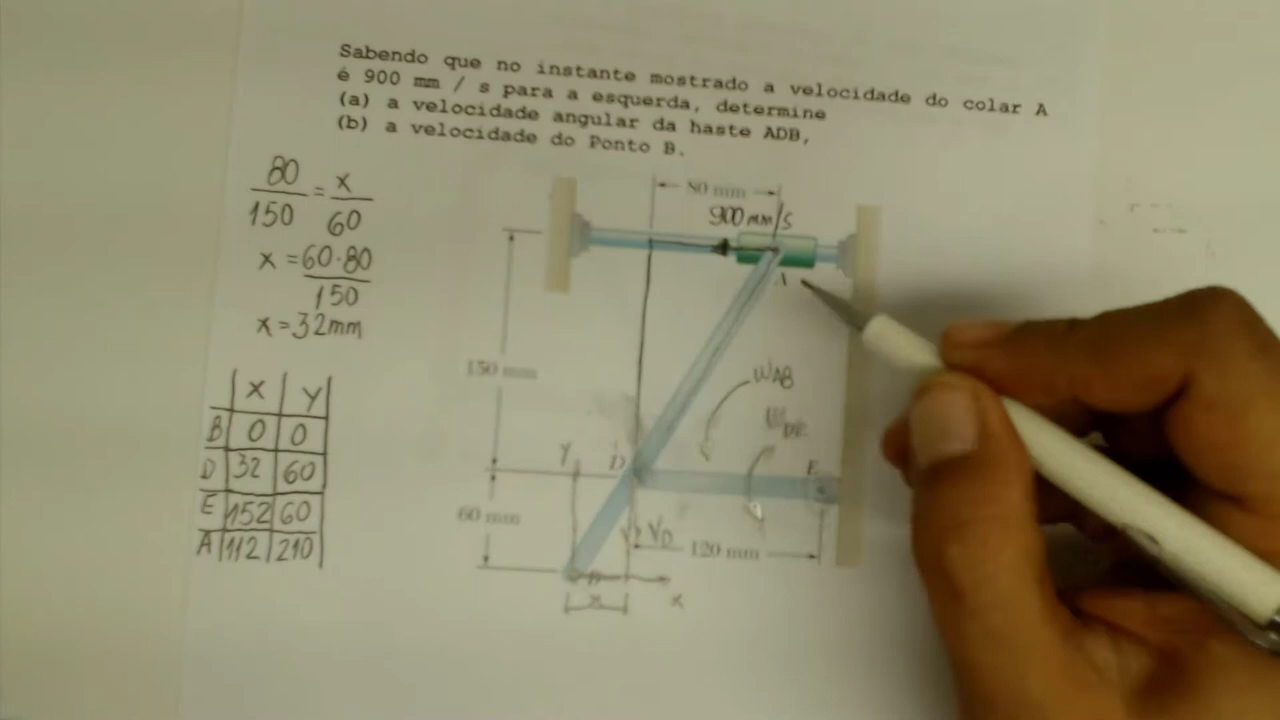 Sabendo que no instante mostrado a velocidade do colar A
é 900 mm / s para a esquerda, determine
(a) a velocidade angular da haste ADB,
(b) a velocidade do Ponto B.
80/150 = x/60
x = 60·80/150
x = 32mm
X Y
B 0 0
D 32 60
E 152 60
A 112 210
80 mm
900 mm/s
A
150 mm
WAB
WDE
Y
D
E
60 mm
VD
120 mm
B
x
x